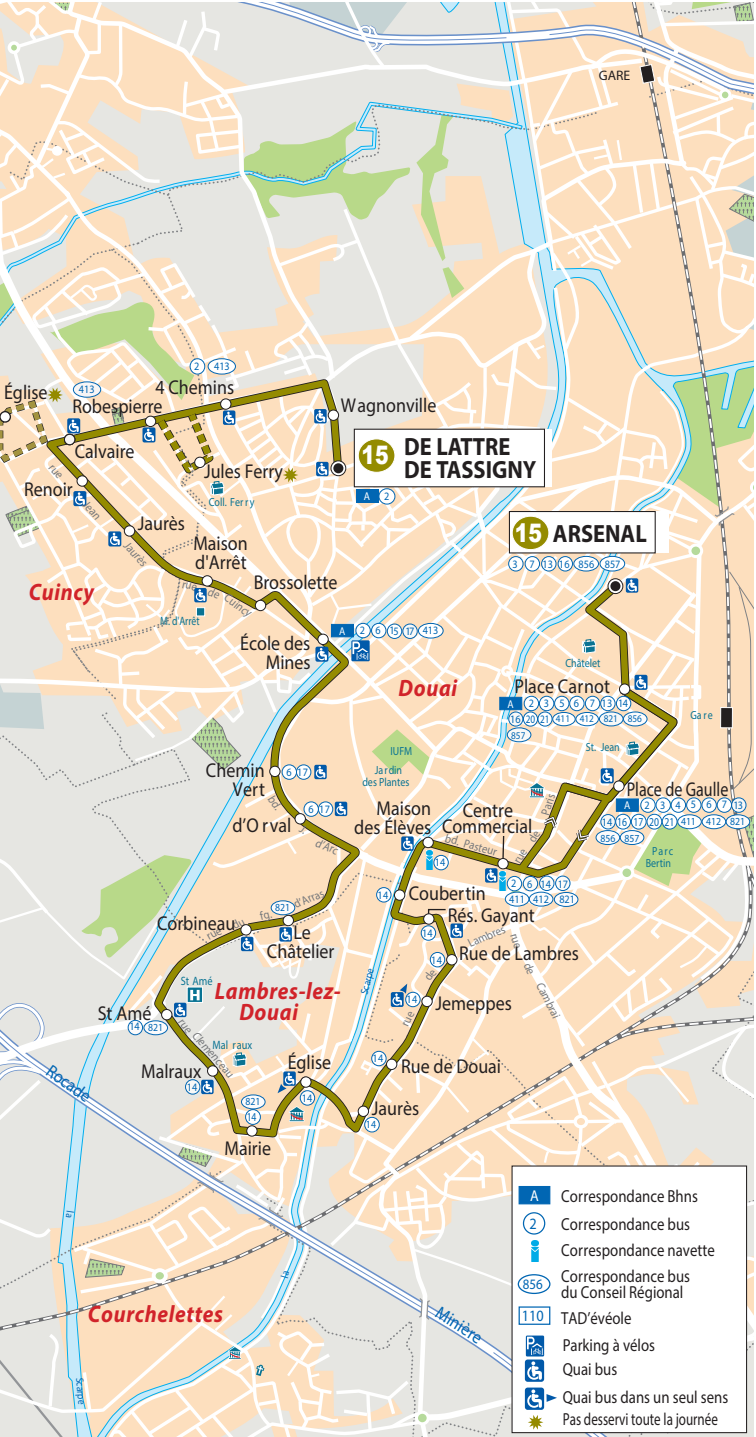 GARE
2 413
Église
413
4 Chemins
Robespierre
Wagnonville
Calvaire
15 DE LATTRE
DE TASSIGNY
Jules Ferry
Coll. Ferry
A 2
Renoir
rue Jean Jaurès
Jaurès
15 ARSENAL
3 7 13 16 856 857
Maison
d'Arrêt
Cuincy
Brossolette
rue de Cuincy
M. d'Arrêt
A 2 6 15 17 413
École des
Mines
Châtelet
Douai
Place Carnot
A 2 3 5 6 7 13 14
16 20 21 411 412 821 856
857
Gare
St. Jean
IUFM
Jardin
des Plantes
Chemin
Vert
6 17
Place de Gaulle
A 2 3 4 5 6 7 13
14 16 17 20 21 411 412 821
856 857
rue de Paris
6 17
d'Orval
bd. J. d'Arc
Maison
des Élèves
Centre
Commercial
bd. Pasteur
14
Parc
Bertin
2 6 14 17
411 412 821
14
Coubertin
821
rue du fg. d'Arras
Corbineau
Le
Châtelier
Rés. Gayant
14
rue de Lambres
14
Rue de Lambres
rue de Cambrai
Scarpe
St Amé
H
Lambres-lez-
Douai
14
Jemeppes
St Amé
14 821
rue Clemenceau
Mal raux
Malraux
14
Église
14
14
Rue de Douai
821
14
Mairie
Jaurès
14
Rocade
la
Minière
Courchelettes
Scarpe
A Correspondance Bhns
2 Correspondance bus
Correspondance navette
856 Correspondance bus
du Conseil Régional
110 TAD'évéole
P Parking à vélos
Quai bus
Quai bus dans un seul sens
Pas desservi toute la journée